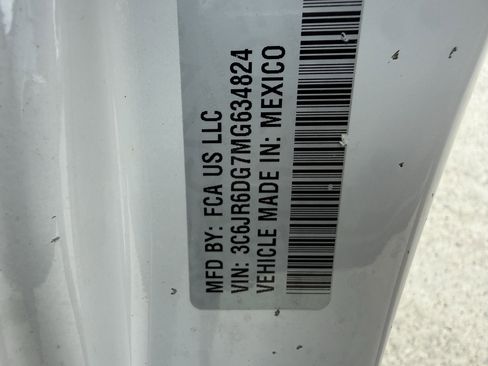 MFD BY: FCA US LLC
VIN: 3C6JR6DG7MG634824
VEHICLE MADE IN: MEXICO